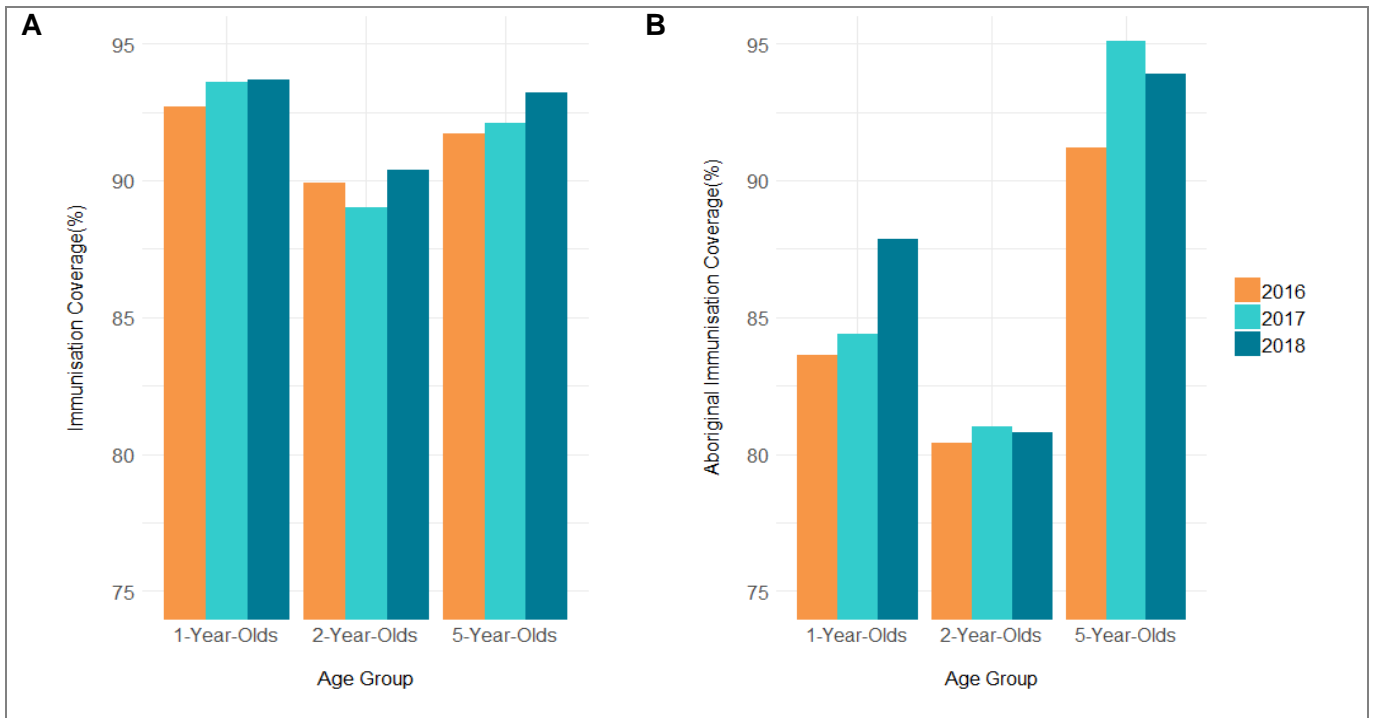 A
Immunisation Coverage(%)
95
90
85
80
75
1-Year-Olds 2-Year-Olds 5-Year-Olds
Age Group
B
Aboriginal Immunisation Coverage(%)
95
90
85
80
75
1-Year-Olds 2-Year-Olds 5-Year-Olds
Age Group
2016
2017
2018